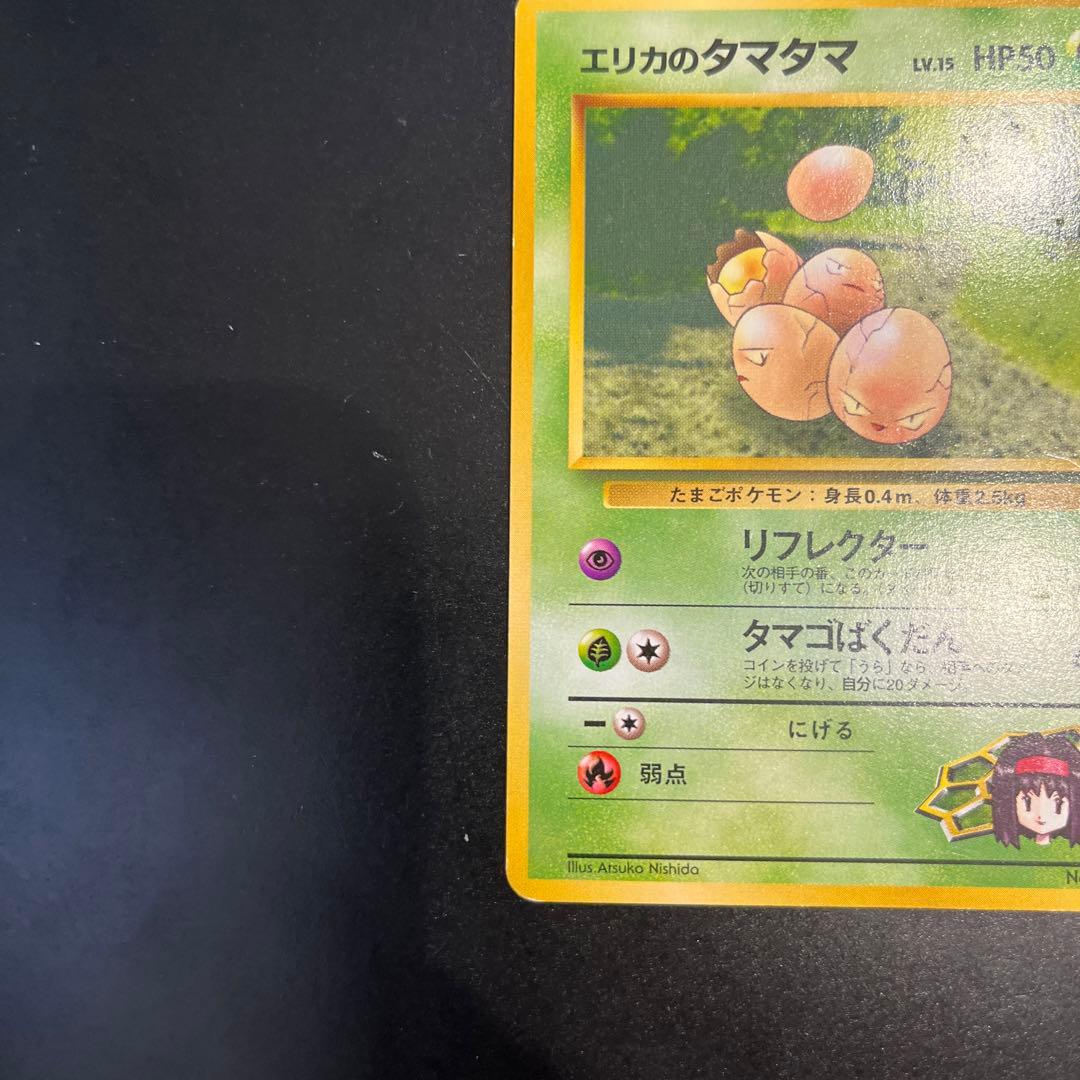 エリカのタマタマ LV.15 HP50
たまごポケモン：身長0.4m、体重2.5kg
リフレクター
次の相手の番、このカ
（切りすて）になる。
タマゴばくだん
コインを投げて「うら」なら
ジはなくなり、自分に20ダメージ。
にげる
弱点
Illus.Atsuko Nishida